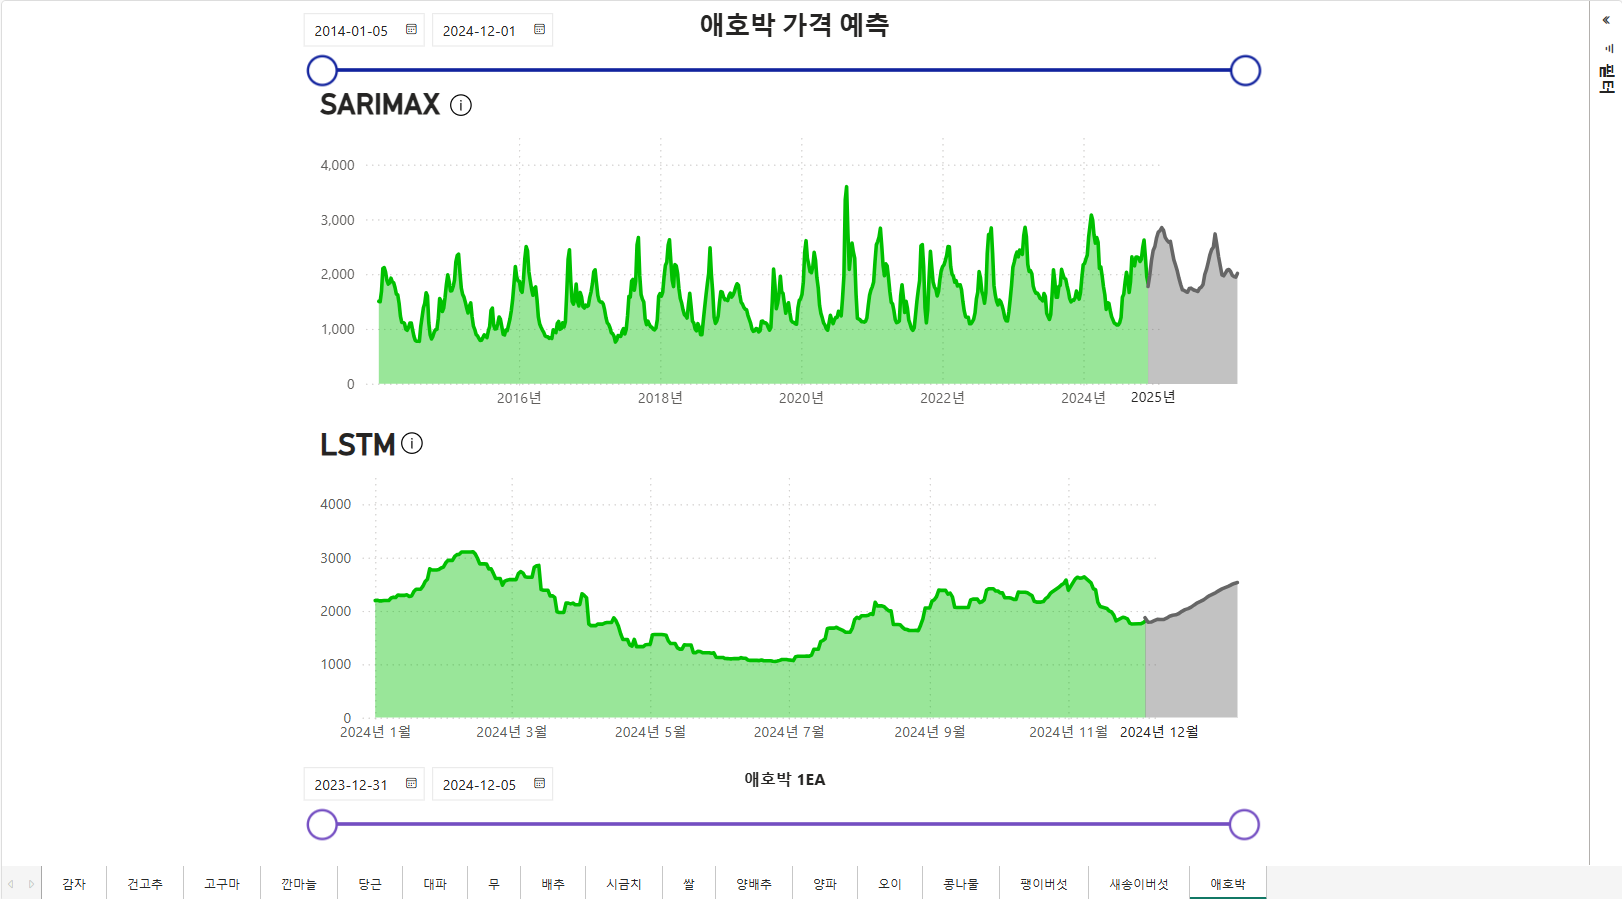 2014-01-05 2024-12-01 애호박 가격 예측
필터
SARIMAX
4,000
3,000
2,000
1,000
0
2016년 2018년 2020년 2022년 2024년 2025년
LSTM
4000
3000
2000
1000
0
2024년 1월 2024년 3월 2024년 5월 2024년 7월 2024년 9월 2024년 11월 2024년 12월
2023-12-31 2024-12-05 애호박 1EA
감자 건고추 고구마 깐마늘 당근 대파 무 배추 시금치 쌀 양배추 양파 오이 콩나물 팽이버섯 새송이버섯 애호박